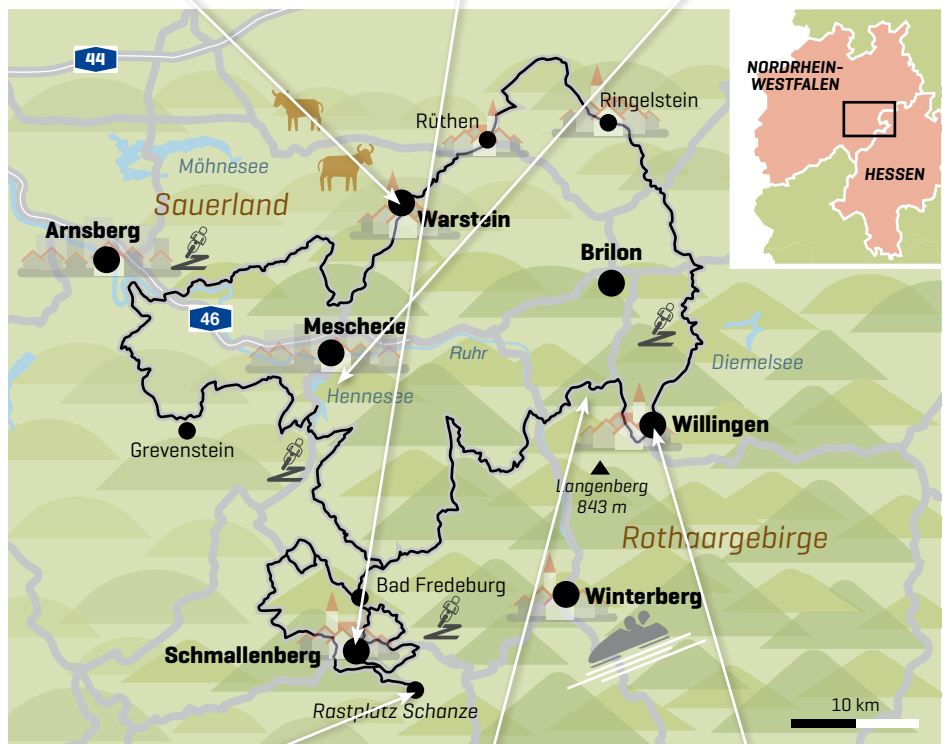 44
NORDRHEIN-
WESTFALEN
HESSEN
Rüthen
Ringelstein
Möhnesee
Sauerland
Warstein
Arnsberg
Brilon
46
Meschede
Ruhr
Diemelsee
Hennesee
Willingen
Grevenstein
Langenberg
843 m
Rothaargebirge
Bad Fredeburg
Winterberg
Schmallenberg
Rastplatz Schanze
10 km